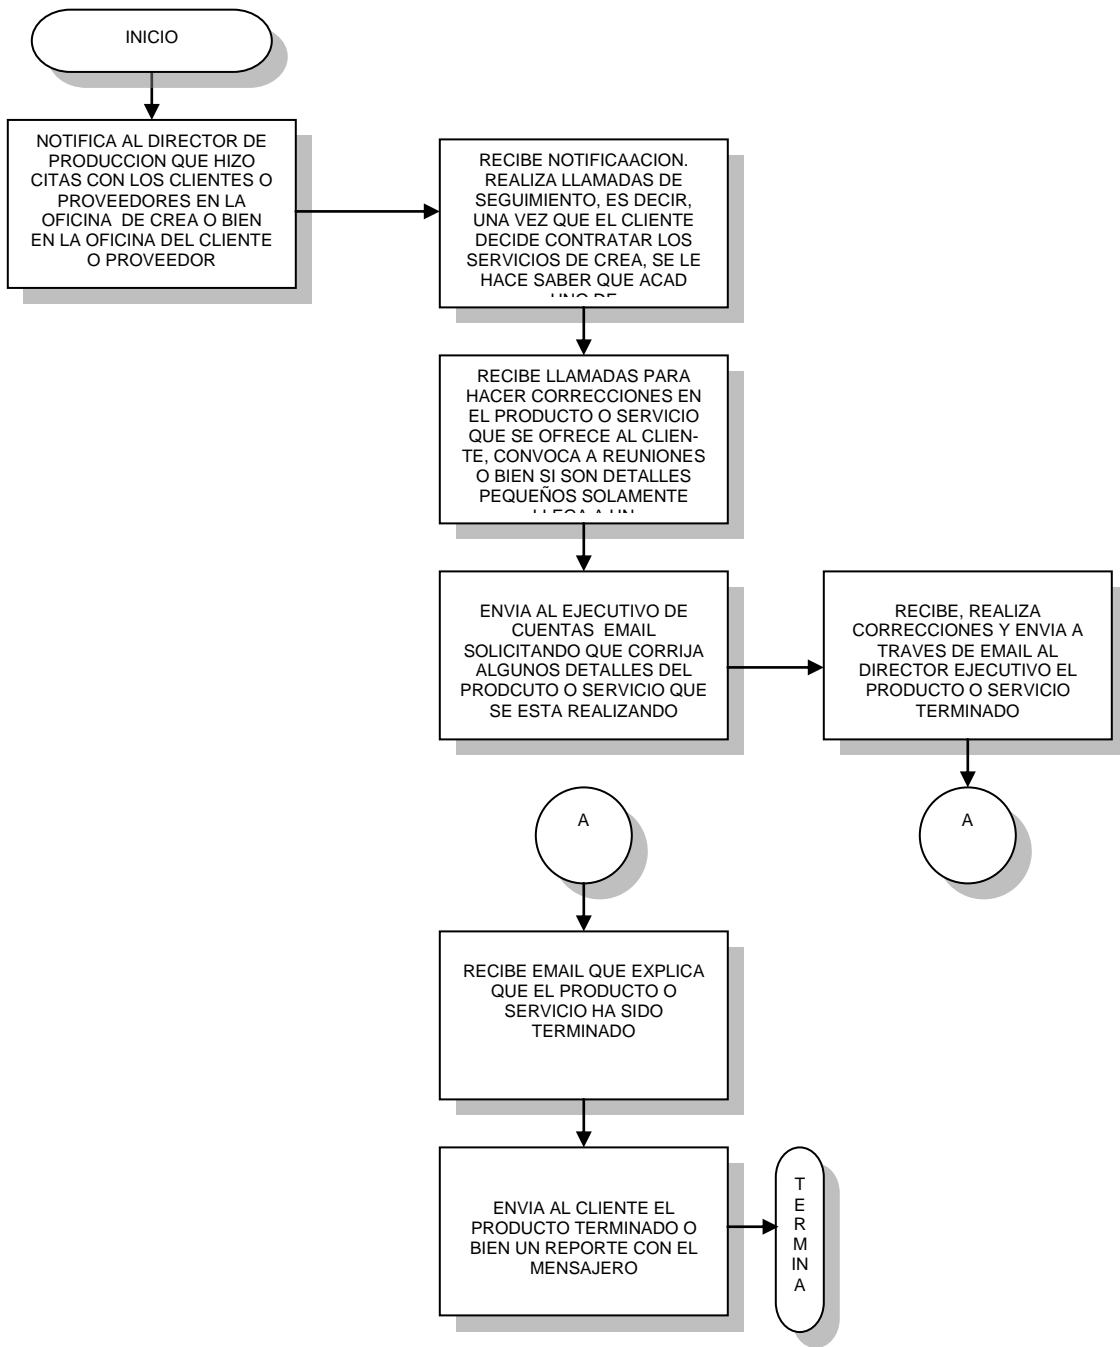 INICIO
NOTIFICA AL DIRECTOR DE
PRODUCCION QUE HIZO
CITAS CON LOS CLIENTES O
PROVEEDORES EN LA
OFICINA DE CREA O BIEN
EN LA OFICINA DEL CLIENTE
O PROVEEDOR
RECIBE NOTIFICAACION.
REALIZA LLAMADAS DE
SEGUIMIENTO, ES DECIR,
UNA VEZ QUE EL CLIENTE
DECIDE CONTRATAR LOS
SERVICIOS DE CREA, SE LE
HACE SABER QUE ACAD
UNO DE
RECIBE LLAMADAS PARA
HACER CORRECCIONES EN
EL PRODUCTO O SERVICIO
QUE SE OFRECE AL CLIEN-
TE, CONVOCA A REUNIONES
O BIEN SI SON DETALLES
PEQUEÑOS SOLAMENTE
LLEGA A UN
ENVIA AL EJECUTIVO DE
CUENTAS EMAIL
SOLICITANDO QUE CORRIJA
ALGUNOS DETALLES DEL
PRODCUTO O SERVICIO QUE
SE ESTA REALIZANDO
RECIBE, REALIZA
CORRECCIONES Y ENVIA A
TRAVES DE EMAIL AL
DIRECTOR EJECUTIVO EL
PRODUCTO O SERVICIO
TERMINADO
A
A
RECIBE EMAIL QUE EXPLICA
QUE EL PRODUCTO O
SERVICIO HA SIDO
TERMINADO
ENVIA AL CLIENTE EL
PRODUCTO TERMINADO O
BIEN UN REPORTE CON EL
MENSAJERO
T
E
R
M
IN
A